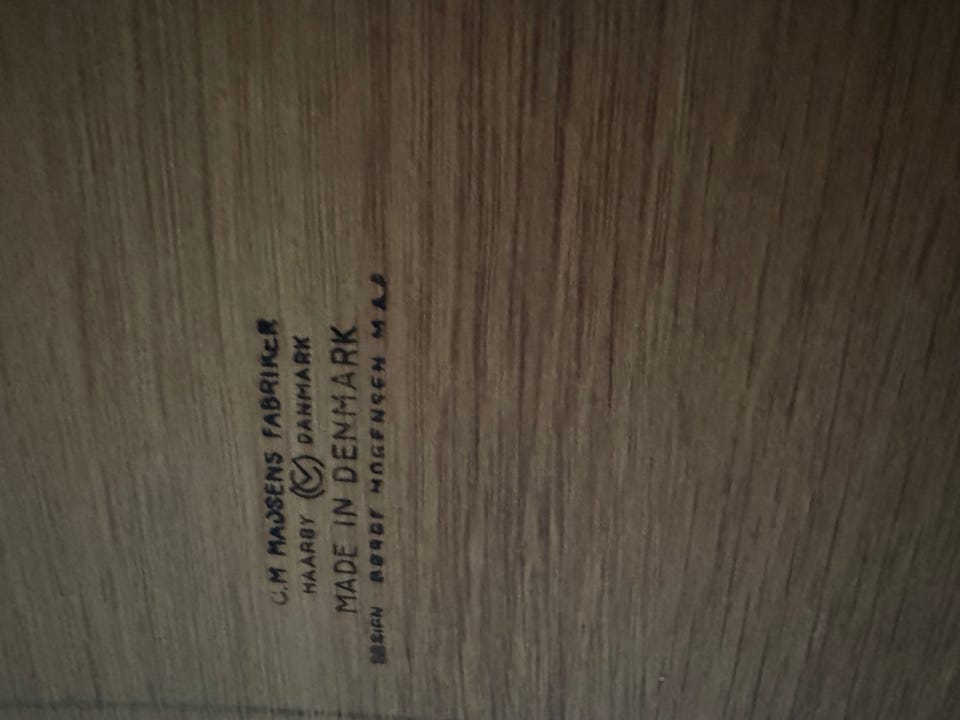 C.M MADSENS FABRIKER
HAARBY DANMARK
MADE IN DENMARK
DESIGN BØRGE MOGENSEN M A A